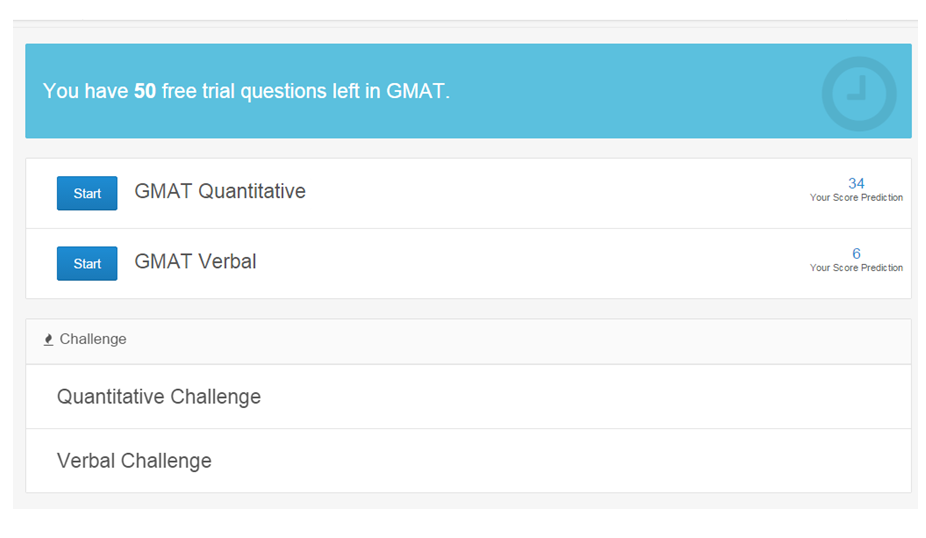 You have 50 free trial questions left in GMAT.
Start GMAT Quantitative 34
Your Score Prediction
Start GMAT Verbal 6
Your Score Prediction
Challenge
Quantitative Challenge
Verbal Challenge